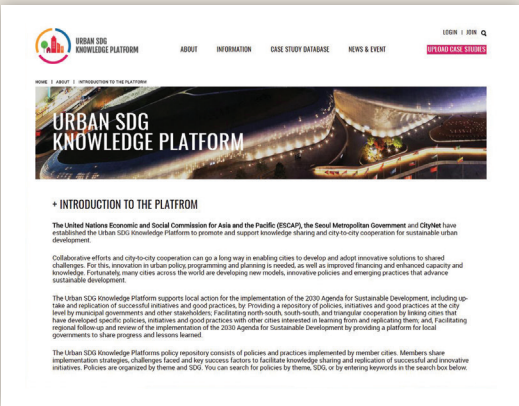 LOGIN | JOIN
URBAN SDG
KNOWLEDGE PLATFORM
ABOUT
INFORMATION
CASE STUDY DATABASE
NEWS & EVENT
UPLOAD CASE STUDIES
HOME | ABOUT | INTRODUCTION TO THE PLATFORM
URBAN SDG
KNOWLEDGE PLATFORM
+ INTRODUCTION TO THE PLATFROM
The United Nations Economic and Social Commission for Asia and the Pacific (ESCAP), the Seoul Metropolitan Government and CityNet have
established the Urban SDG Knowledge Platform to promote and support knowledge sharing and city-to-city cooperation for sustainable urban
development.
Collaborative efforts and city-to-city cooperation can go a long way in enabling cities to develop and adopt innovative solutions to shared
challenges. For this, innovation in urban policy, programming and planning is needed, as well as improved financing and enhanced capacity and
knowledge. Fortunately, many cities across the world are developing new models, innovative policies and emerging practices that advance
sustainable development.
The Urban SDG Knowledge Platform supports local action for the implementation of the 2030 Agenda for Sustainable Development, including up-
take and replication of successful initiatives and good practices, by: Providing a repository of policies, initiatives and good practices at the city
level by municipal governments and other stakeholders; Facilitating north-south, south-south, and triangular cooperation by linking cities that
have developed specific policies, initiatives and good practices with other cities interested in learning from and replicating them; and, Facilitating
regional follow-up and review of the implementation of the 2030 Agenda for Sustainable Development by providing a platform for local
governments to share progress and lessons learned.
The Urban SDG Knowledge Platforms policy repository consists of policies and practices implemented by member cities. Members share
implementation strategies, challenges faced and key success factors to facilitate knowledge sharing and replication of successful and innovative
initiatives. Policies are organized by theme and SDG. You can search for policies by theme, SDG, or by entering keywords in the search box below.